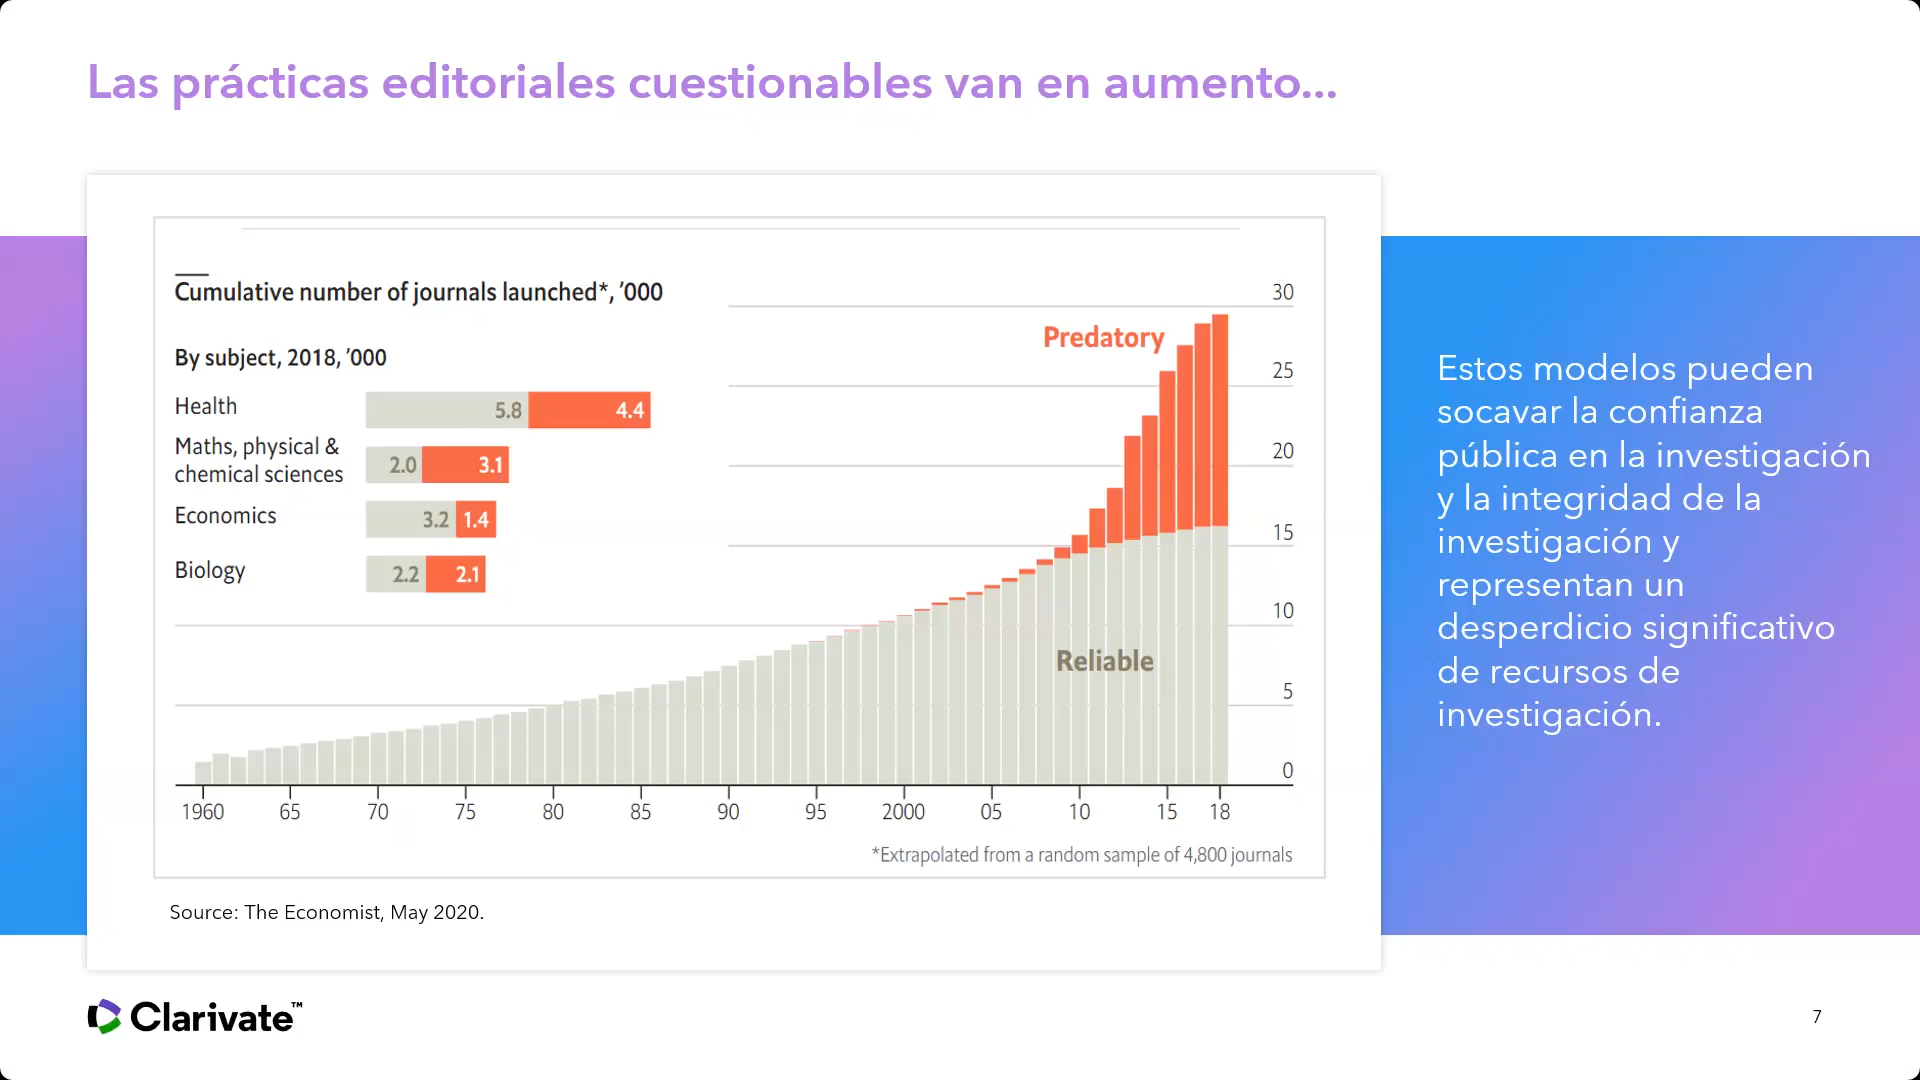 Las prácticas editoriales cuestionables van en aumento...
Cumulative number of journals launched*, ’000
By subject, 2018, ’000
Health 5.8 4.4
Maths, physical &
chemical sciences 2.0 3.1
Economics 3.2 1.4
Biology 2.2 2.1
Predatory
Reliable
30
25
20
15
10
5
0
1960 65 70 75 80 85 90 95 2000 05 10 15 18
*Extrapolated from a random sample of 4,800 journals
Source: The Economist, May 2020.
Estos modelos pueden
socavar la confianza
pública en la investigación
y la integridad de la
investigación y
representan un
desperdicio significativo
de recursos de
investigación.
Clarivate™
7